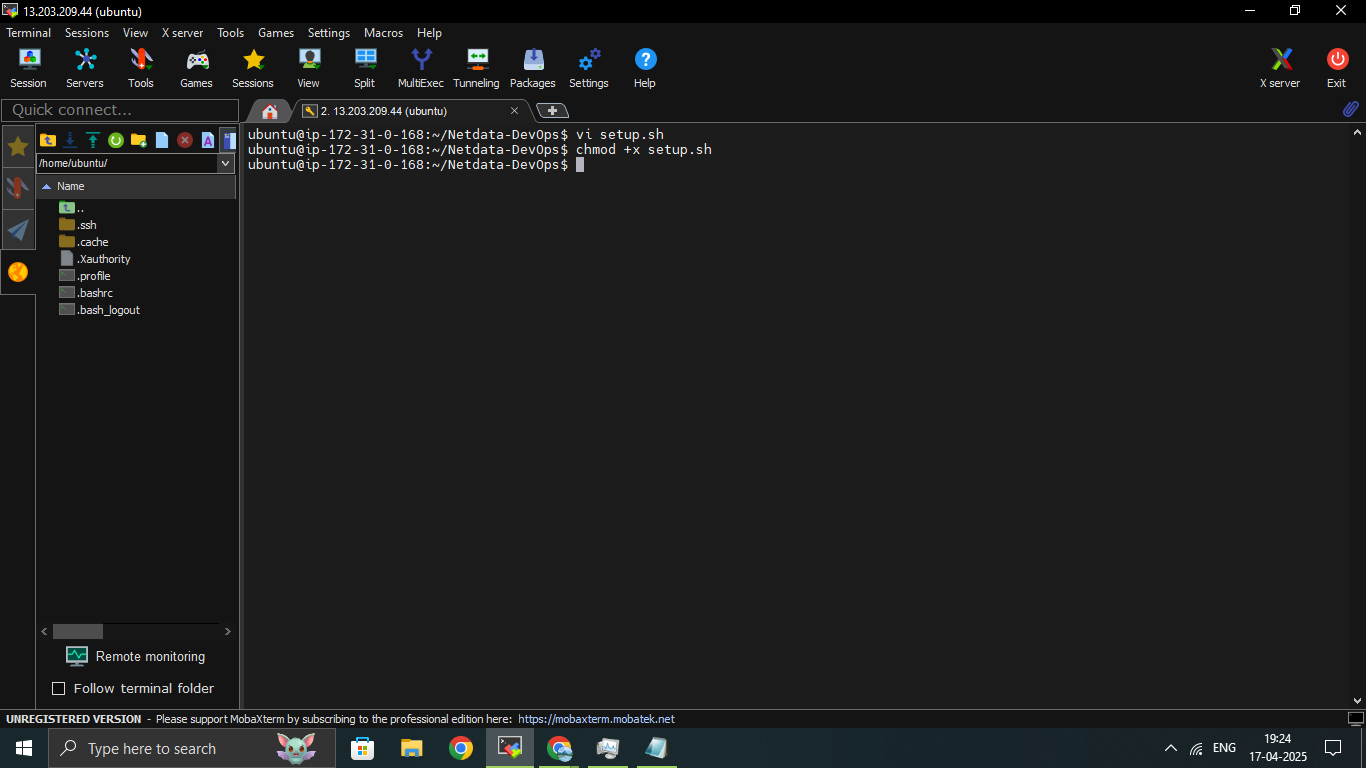 13.203.209.44 (ubuntu)
Terminal Sessions View X server Tools Games Settings Macros Help
Session Servers Tools Games Sessions View Split MultiExec Tunneling Packages Settings Help X server Exit
Quick connect...
2. 13.203.209.44 (ubuntu)
/home/ubuntu/
Name
..
.ssh
.cache
.Xauthority
.profile
.bashrc
.bash_logout
ubuntu@ip-172-31-0-168:~/Netdata-DevOps$ vi setup.sh
ubuntu@ip-172-31-0-168:~/Netdata-DevOps$ chmod +x setup.sh
ubuntu@ip-172-31-0-168:~/Netdata-DevOps$
Remote monitoring
Follow terminal folder
UNREGISTERED VERSION - Please support MobaXterm by subscribing to the professional edition here: https://mobaxterm.mobatek.net
Type here to search
ENG
19:24
17-04-2025